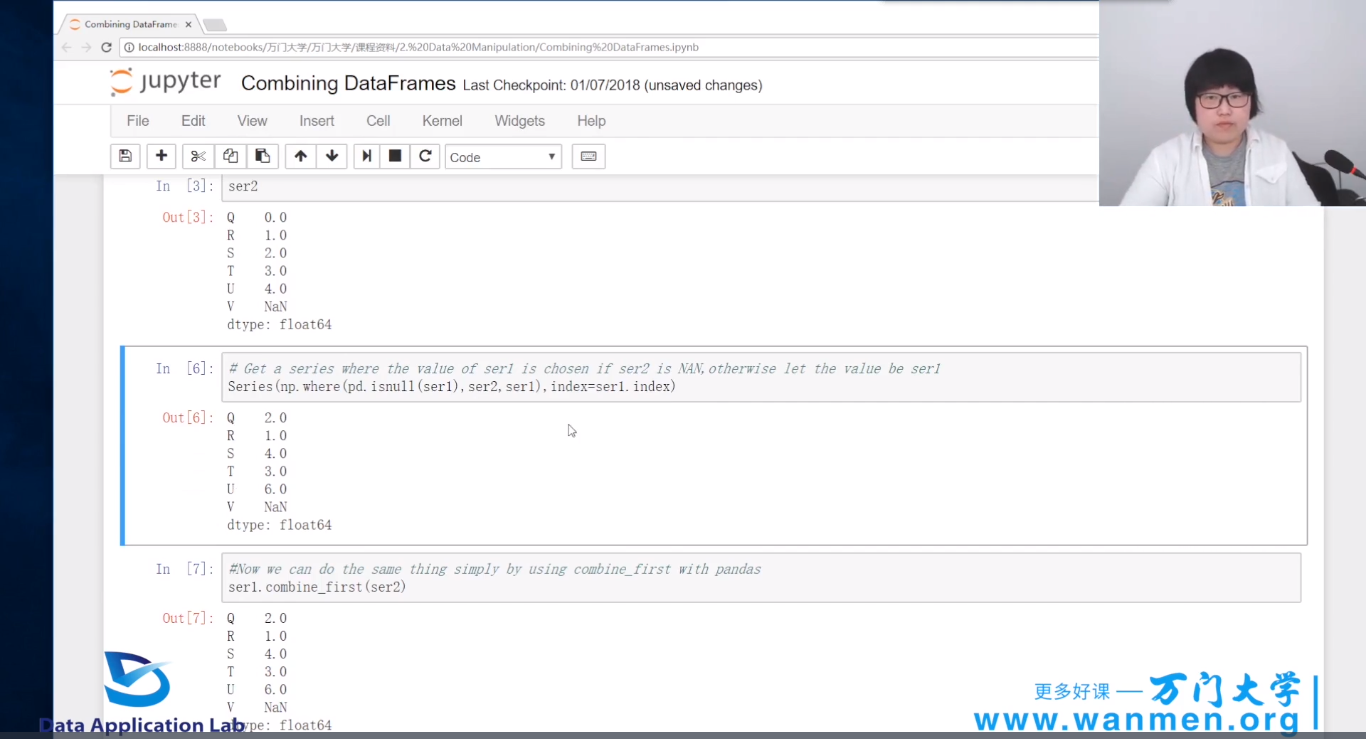 Combining DataFrame
localhost:8888/notebooks/万门大学/万门大学/课程资料/2.%20Data%20Manipulation/Combining%20DataFrames.ipynb
jupyter Combining DataFrames Last Checkpoint: 01/07/2018 (unsaved changes)
File Edit View Insert Cell Kernel Widgets Help
Code
In [3]: ser2
Out[3]: Q 0.0
R 1.0
S 2.0
T 3.0
U 4.0
V NaN
dtype: float64
In [6]: # Get a series where the value of ser1 is chosen if ser2 is NAN,otherwise let the value be ser1
Series(np.where(pd.isnull(ser1),ser2,ser1),index=ser1.index)
Out[6]: Q 2.0
R 1.0
S 4.0
T 3.0
U 6.0
V NaN
dtype: float64
In [7]: #Now we can do the same thing simply by using combine_first with pandas
ser1.combine_first(ser2)
Out[7]: Q 2.0
R 1.0
S 4.0
T 3.0
U 6.0
V NaN
dtype: float64
Data Application Lab
更多好课 — 万门大学
www.wanmen.org